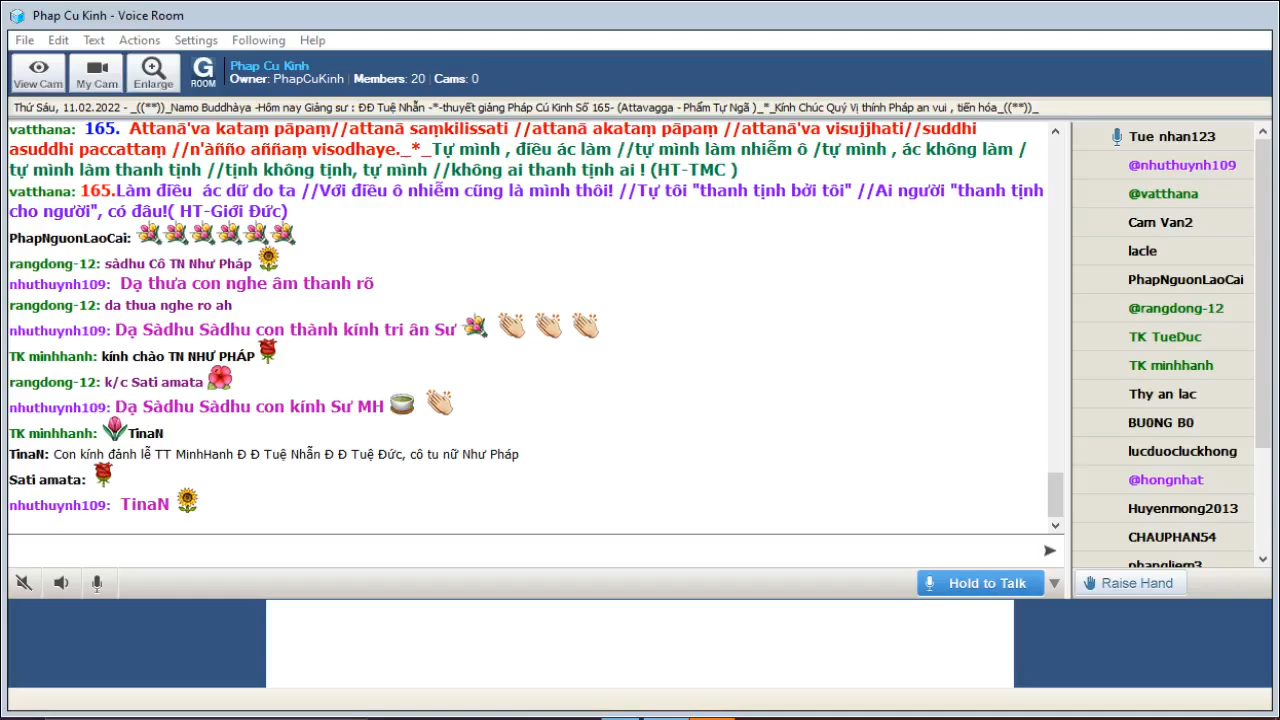 Phap Cu Kinh - Voice Room
File Edit Text Actions Settings Following Help
View Cam My Cam Enlarge G ROOM
Phap Cu Kinh
Owner: PhapCuKinh Members: 20 Cams: 0
Thứ Sáu, 11.02.2022 - _((**))_Namo Buddhàya -Hôm nay Giảng sư : ĐĐ Tuệ Nhẫn -*-thuyết giảng Pháp Cú Kinh Số 165- (Attavagga - Phẩm Tự Ngã )_*_Kính Chúc Quý Vị thính Pháp an vui , tiến hóa_((**))_
vatthana: 165. Attanā'va kataṃ pāpaṃ//attanā saṃkilissati //attanā akataṃ pāpaṃ //attanā'va visujjhati//suddhi
asuddhi paccattaṃ //n'àñño aññaṃ visodhaye._*_Tự mình , điều ác làm //tự mình làm nhiễm ô /tự mình , ác không làm /
tự mình làm thanh tịnh //tịnh không tịnh, tự mình //không ai thanh tịnh ai ! (HT-TMC )
vatthana: 165.Làm điều ác dữ do ta //Với điều ô nhiễm cũng là mình thôi! //Tự tôi "thanh tịnh bởi tôi" //Ai người "thanh tịnh
cho người", có đâu!( HT-Giới Đức)
PhapNguonLaoCai:
rangdong-12: sàdhu Cô TN Như Pháp
nhuthuynh109: Dạ thưa con nghe âm thanh rõ
rangdong-12: da thua nghe ro ah
nhuthuynh109: Dạ Sàdhu Sàdhu con thành kính tri ân Sư
TK minhhanh: kính chào TN NHƯ PHÁP
rangdong-12: k/c Sati amata
nhuthuynh109: Dạ Sàdhu Sàdhu con kính Sư MH
TK minhhanh: TinaN
TinaN: Con kính đảnh lễ TT MinhHanh Đ Đ Tuệ Nhẫn Đ Đ Tuệ Đức, cô tu nữ Như Pháp
Sati amata:
nhuthuynh109: TinaN
Hold to Talk
Tue nhan123
@nhuthuynh109
@vatthana
Cam Van2
lacle
PhapNguonLaoCai
@rangdong-12
TK TueDuc
TK minhhanh
Thy an lac
BU0NG B0
lucduocluckhong
@hongnhat
Huyenmong2013
CHAUPHAN54
phangliem3
Raise Hand